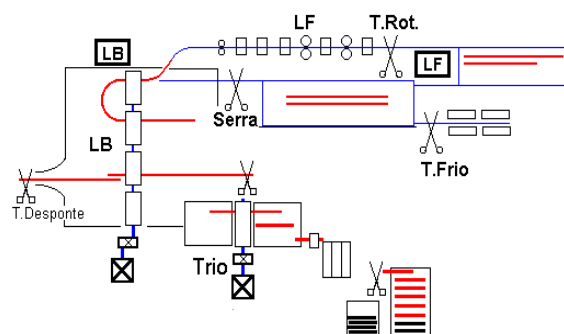 LF
T.Rot.
LB
LF
Serra
LB
T.Frio
T.Desponte
Trio